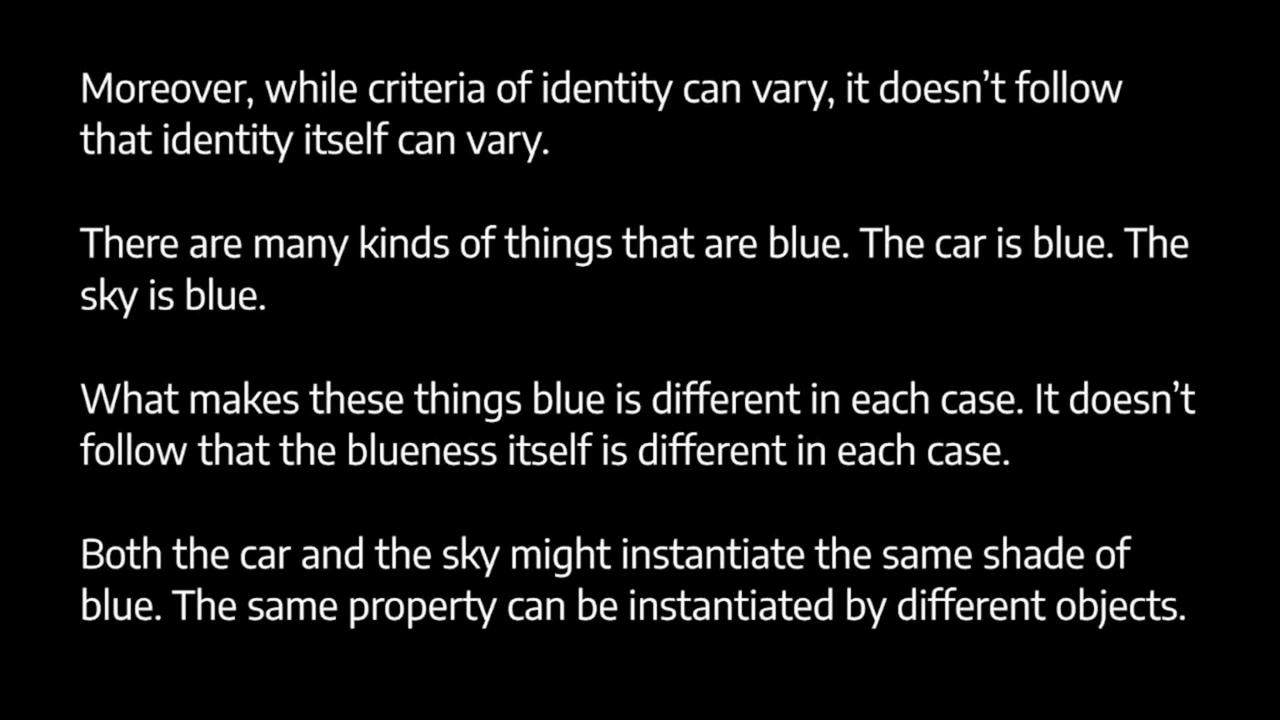 Moreover, while criteria of identity can vary, it doesn’t follow
that identity itself can vary.
There are many kinds of things that are blue. The car is blue. The
sky is blue.
What makes these things blue is different in each case. It doesn’t
follow that the blueness itself is different in each case.
Both the car and the sky might instantiate the same shade of
blue. The same property can be instantiated by different objects.